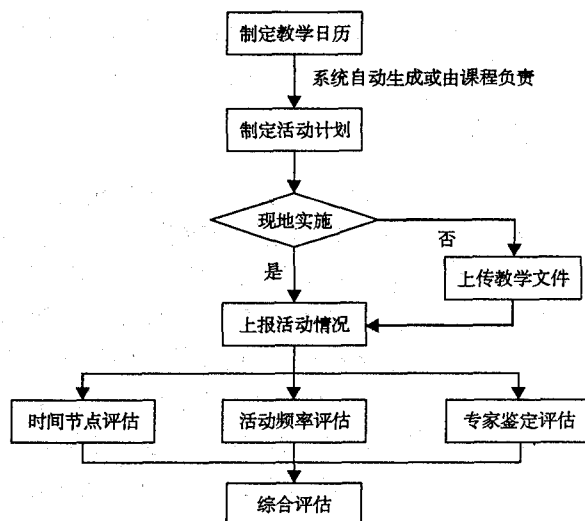 制定教学日历
系统自动生成或由课程负责
制定活动计划
现地实施
否
是
上传教学文件
上报活动情况
时间节点评估
活动频率评估
专家鉴定评估
综合评估